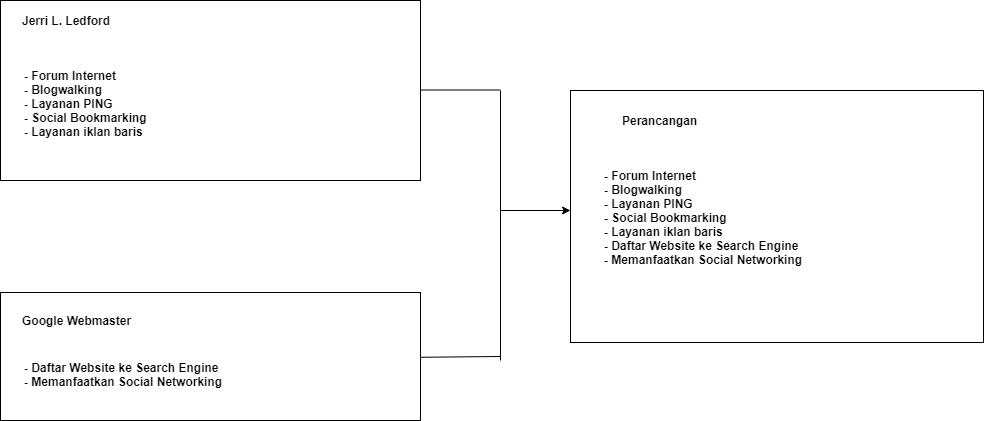 Jerri L. Ledford
- Forum Internet
- Blogwalking
- Layanan PING
- Social Bookmarking
- Layanan iklan baris
Google Webmaster
- Daftar Website ke Search Engine
- Memanfaatkan Social Networking
Perancangan
- Forum Internet
- Blogwalking
- Layanan PING
- Social Bookmarking
- Layanan iklan baris
- Daftar Website ke Search Engine
- Memanfaatkan Social Networking